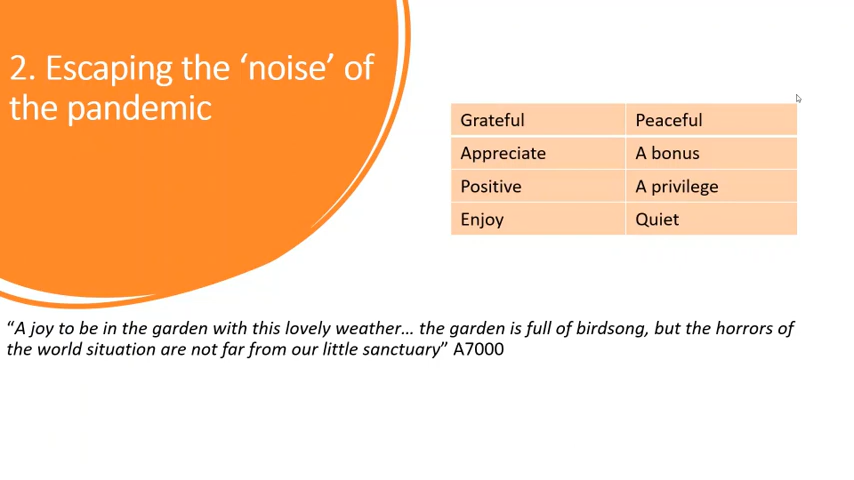 2. Escaping the ‘noise’ of
the pandemic
Grateful Peaceful
Appreciate A bonus
Positive A privilege
Enjoy Quiet
“A joy to be in the garden with this lovely weather… the garden is full of birdsong, but the horrors of
the world situation are not far from our little sanctuary” A7000